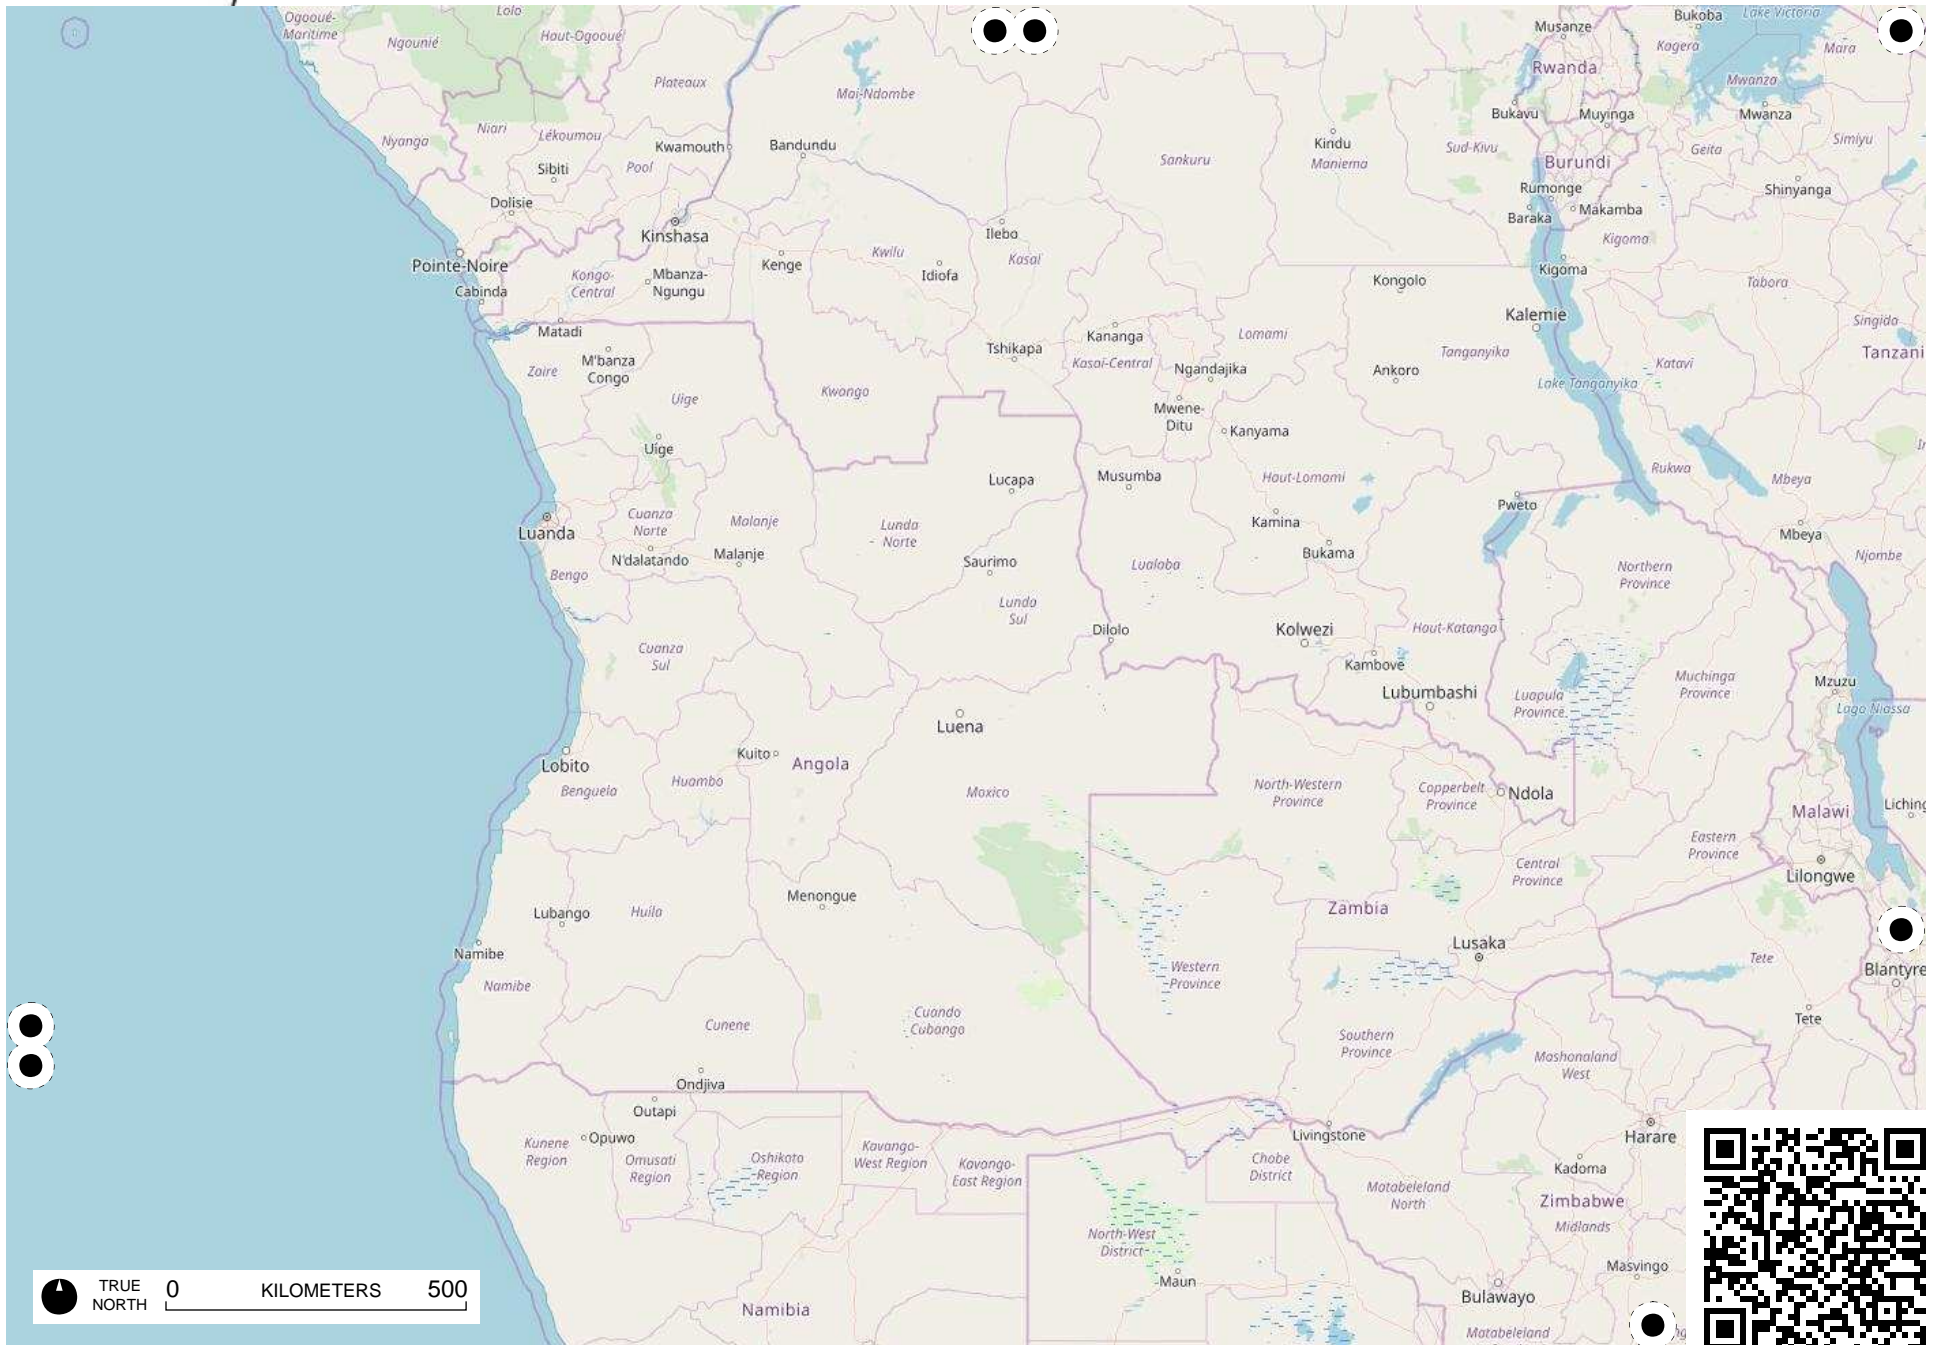 Ogooué-
Maritime
Ngounié
Lolo
Haut-Ogooué
Plateaux
Mai-Ndombe
Musanze
Bukoba
Lake Victoria
Kagera
Mara
Rwanda
Mwanza
Nyanga
Niari
Lékoumou
Kwamouth
Bandundu
Sankuru
Kindu
Maniema
Sud-Kivu
Bukavu
Muyinga
Mwanza
Geita
Simiyu
Sibiti
Pool
Burundi
Rumonge
Shinyanga
Dolisie
Kinshasa
Ilebo
Baraka
Makamba
Kigoma
Pointe-Noire
Cabinda
Kongo-
Central
Mbanza-
Ngungu
Kenge
Kwilu
Idiofa
Kasaï
Kongolo
Kigoma
Tabora
Matadi
Kananga
Lomami
Kalemie
Singida
M'banza
Congo
Zaire
Tshikapa
Kasaï-Central
Ngandajika
Tanganyika
Katavi
Tanzani
Uíge
Kwango
Ankoro
Lake Tanganyika
Mwene-
Ditu
Kanyama
Uíge
Lucapa
Musumba
Haut-Lomami
Rukwa
Mbeya
Luanda
Cuanza
Norte
Malanje
Lunda
Norte
Kamina
Pweto
Mbeya
N'dalatando
Malanje
Saurimo
Lualaba
Bukama
Njombe
Bengo
Lunda
Sul
Northern
Province
Cuanza
Sul
Dilolo
Kolwezi
Haut-Katanga
Kambove
Lubumbashi
Luapula
Province
Muchinga
Province
Mzuzu
Lago Niassa
Luena
Lobito
Benguela
Huambo
Kuito
Angola
Moxico
North-Western
Province
Copperbelt
Province
Ndola
Malawi
Liching
Eastern
Province
Central
Province
Lilongwe
Lubango
Huíla
Menongue
Zambia
Namibe
Namibe
Lusaka
Western
Province
Tete
Blantyre
Cunene
Cuando
Cubango
Southern
Province
Tete
Mashonaland
West
Ondjiva
Outapi
Opuwo
Kunene
Region
Omusati
Region
Oshikoto
Region
Kavango-
West Region
Kavango-
East Region
Chobe
District
Livingstone
Harare
Kadoma
Matabeleland
North
Zimbabwe
Midlands
North-West
District
Maun
Masvingo
Bulawayo
Matabeleland
Namibia
TRUE
NORTH
0 KILOMETERS 500